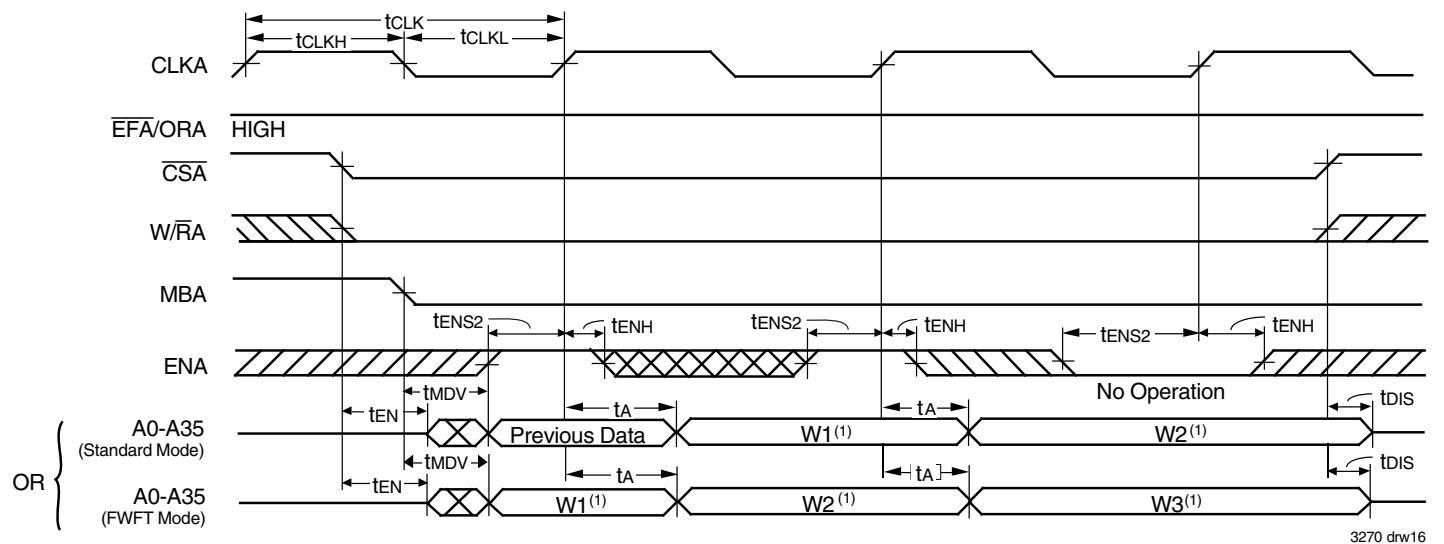 tCLK
tCLKH
tCLKL
CLKA
EFA/ORA HIGH
CSA
W/RA
MBA
tENS2 tENH tENS2 tENH tENS2 tENH
ENA
No Operation
tMDV
tEN tA tA tDIS
A0-A35
(Standard Mode)
Previous Data W1(1) W2(1)
OR
tMDV
tEN tA tA tDIS
A0-A35
(FWFT Mode)
W1(1) W2(1) W3(1)
3270 drw16